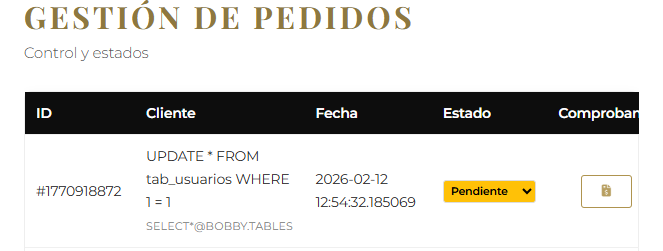 GESTIÓN DE PEDIDOS
Control y estados
ID Cliente Fecha Estado Comproban
#1770918872
UPDATE * FROM
tab_usuarios WHERE
1 = 1
SELECT*@BOBBY.TABLES
2026-02-12
12:54:32.185069
Pendiente
$